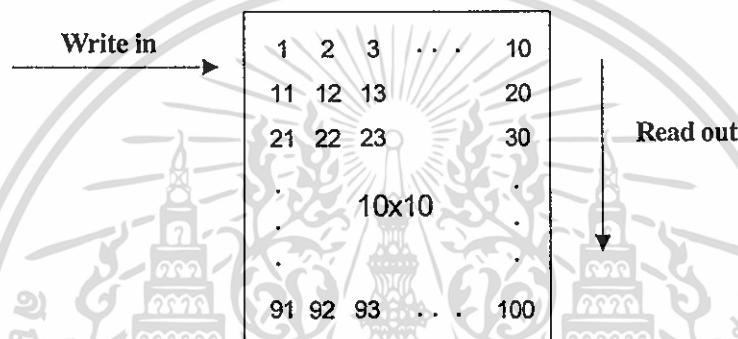 Write in
1 2 3 . . . 10
11 12 13 20
21 22 23 30
Read out
. .
. 10x10 .
. .
91 92 93 . . . 100